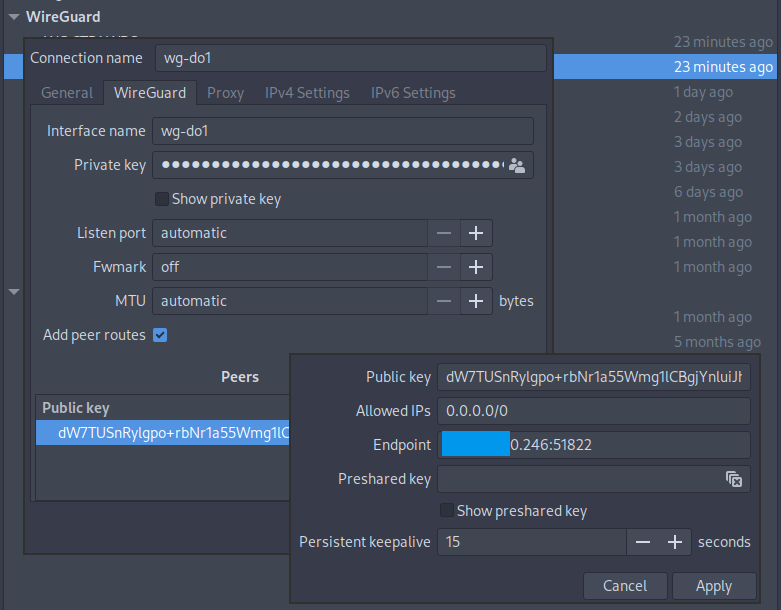 WireGuard
23 minutes ago
Connection name wg-do1
23 minutes ago
General WireGuard Proxy IPv4 Settings IPv6 Settings
1 day ago
2 days ago
Interface name wg-do1
3 days ago
Private key
3 days ago
6 days ago
Show private key
1 month ago
Listen port automatic
1 month ago
Fwmark off
1 month ago
MTU automatic bytes
1 month ago
Add peer routes
5 months ago
Peers
Public key
dW7TUSnRylgpo+rbNr1a55Wmg1lC
Public key dW7TUSnRylgpo+rbNr1a55Wmg1lCBgjYnluiJ
Allowed IPs 0.0.0.0/0
Endpoint 0.246:51822
Preshared key
Show preshared key
Persistent keepalive 15 seconds
Cancel Apply